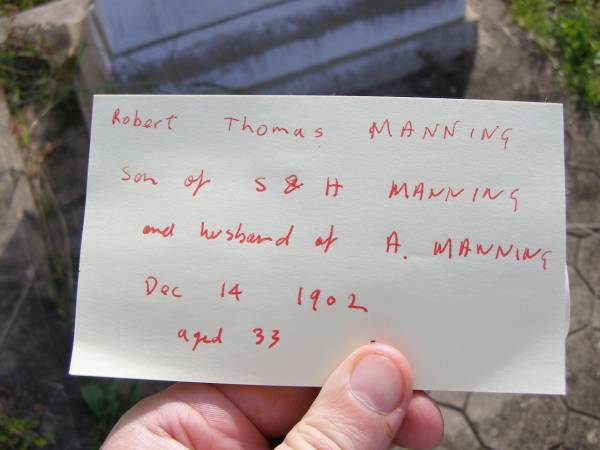 Robert Thomas MANNING
Son of S & H MANNING
and husband of A. MANNING
Dec 14 1902
aged 33